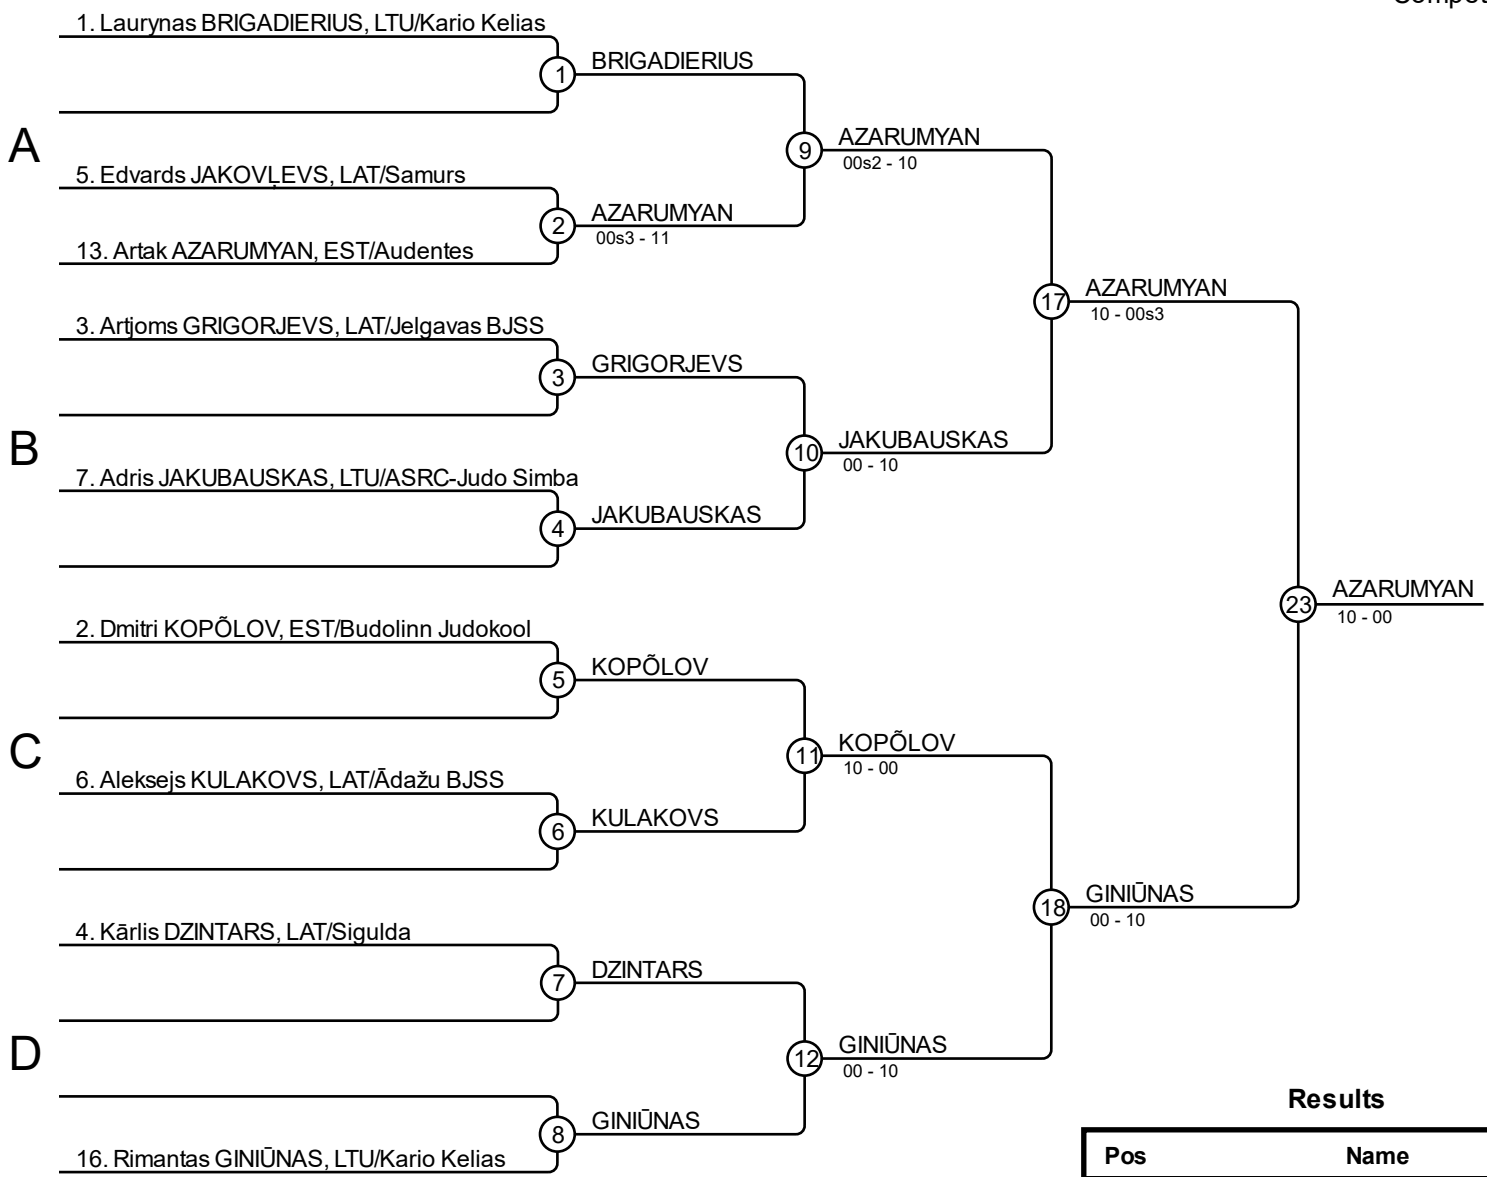 Compet
1. Laurynas BRIGADIERIUS, LTU/Kario Kelias
1
BRIGADIERIUS
A
9
AZARUMYAN
00s2 - 10
5. Edvards JAKOVĻEVS, LAT/Samurs
2
AZARUMYAN
00s3 - 11
13. Artak AZARUMYAN, EST/Audentes
17
AZARUMYAN
10 - 00s3
3. Artjoms GRIGORJEVS, LAT/Jelgavas BJSS
3
GRIGORJEVS
B
10
JAKUBAUSKAS
00 - 10
7. Adris JAKUBAUSKAS, LTU/ASRC-Judo Simba
4
JAKUBAUSKAS
23
AZARUMYAN
10 - 00
2. Dmitri KOPÕLOV, EST/Budolinn Judokool
5
KOPÕLOV
C
11
KOPÕLOV
10 - 00
6. Aleksejs KULAKOVS, LAT/Ādažu BJSS
6
KULAKOVS
18
GINIŪNAS
00 - 10
4. Kārlis DZINTARS, LAT/Sigulda
7
DZINTARS
D
12
GINIŪNAS
00 - 10
8
GINIŪNAS
16. Rimantas GINIŪNAS, LTU/Kario Kelias
Results
Pos Name